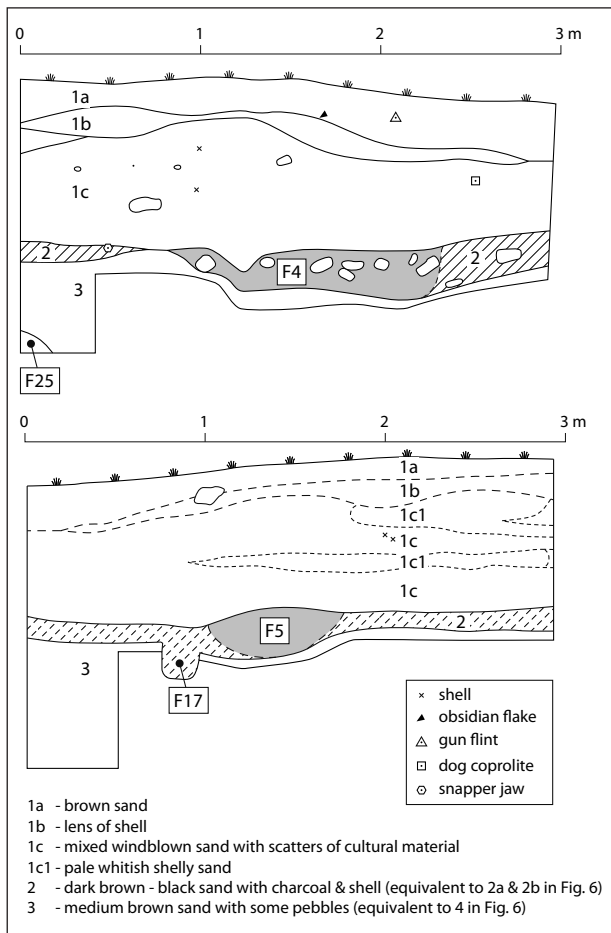 0 1 2 3 m
1a
1b
1c
2
F4
2
3
F25
0 1 2 3 m
1a
1b
1c1
1c
1c1
1c
F5
2
3
F17
shell
obsidian flake
gun flint
dog coprolite
snapper jaw
1a - brown sand
1b - lens of shell
1c - mixed windblown sand with scatters of cultural material
1c1 - pale whitish shelly sand
2 - dark brown - black sand with charcoal & shell (equivalent to 2a & 2b in Fig. 6)
3 - medium brown sand with some pebbles (equivalent to 4 in Fig. 6)